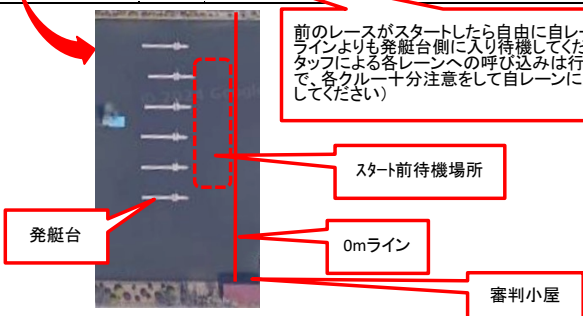 前のレースがスタートしたら自由に自レー
ラインよりも発艇台側に入り待機してくだ
タッフによる各レーンへの呼び込みは行
で、各クルー十分注意をして自レーンに
してください）
© 2024 Google
スタート前待機場所
発艇台
0mライン
審判小屋